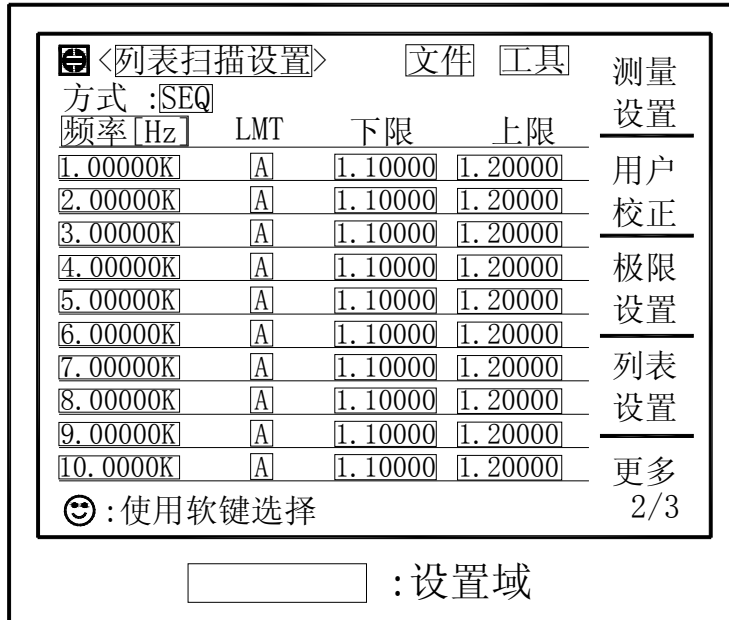 <列表扫描设置> 文件 工具
方式 :SEQ
频率[Hz] LMT 下限 上限
1.00000K A 1.10000 1.20000
2.00000K A 1.10000 1.20000
3.00000K A 1.10000 1.20000
4.00000K A 1.10000 1.20000
5.00000K A 1.10000 1.20000
6.00000K A 1.10000 1.20000
7.00000K A 1.10000 1.20000
8.00000K A 1.10000 1.20000
9.00000K A 1.10000 1.20000
10.0000K A 1.10000 1.20000
:使用软键选择
测量
设置
用户
校正
极限
设置
列表
设置
更多
2/3
:设置域